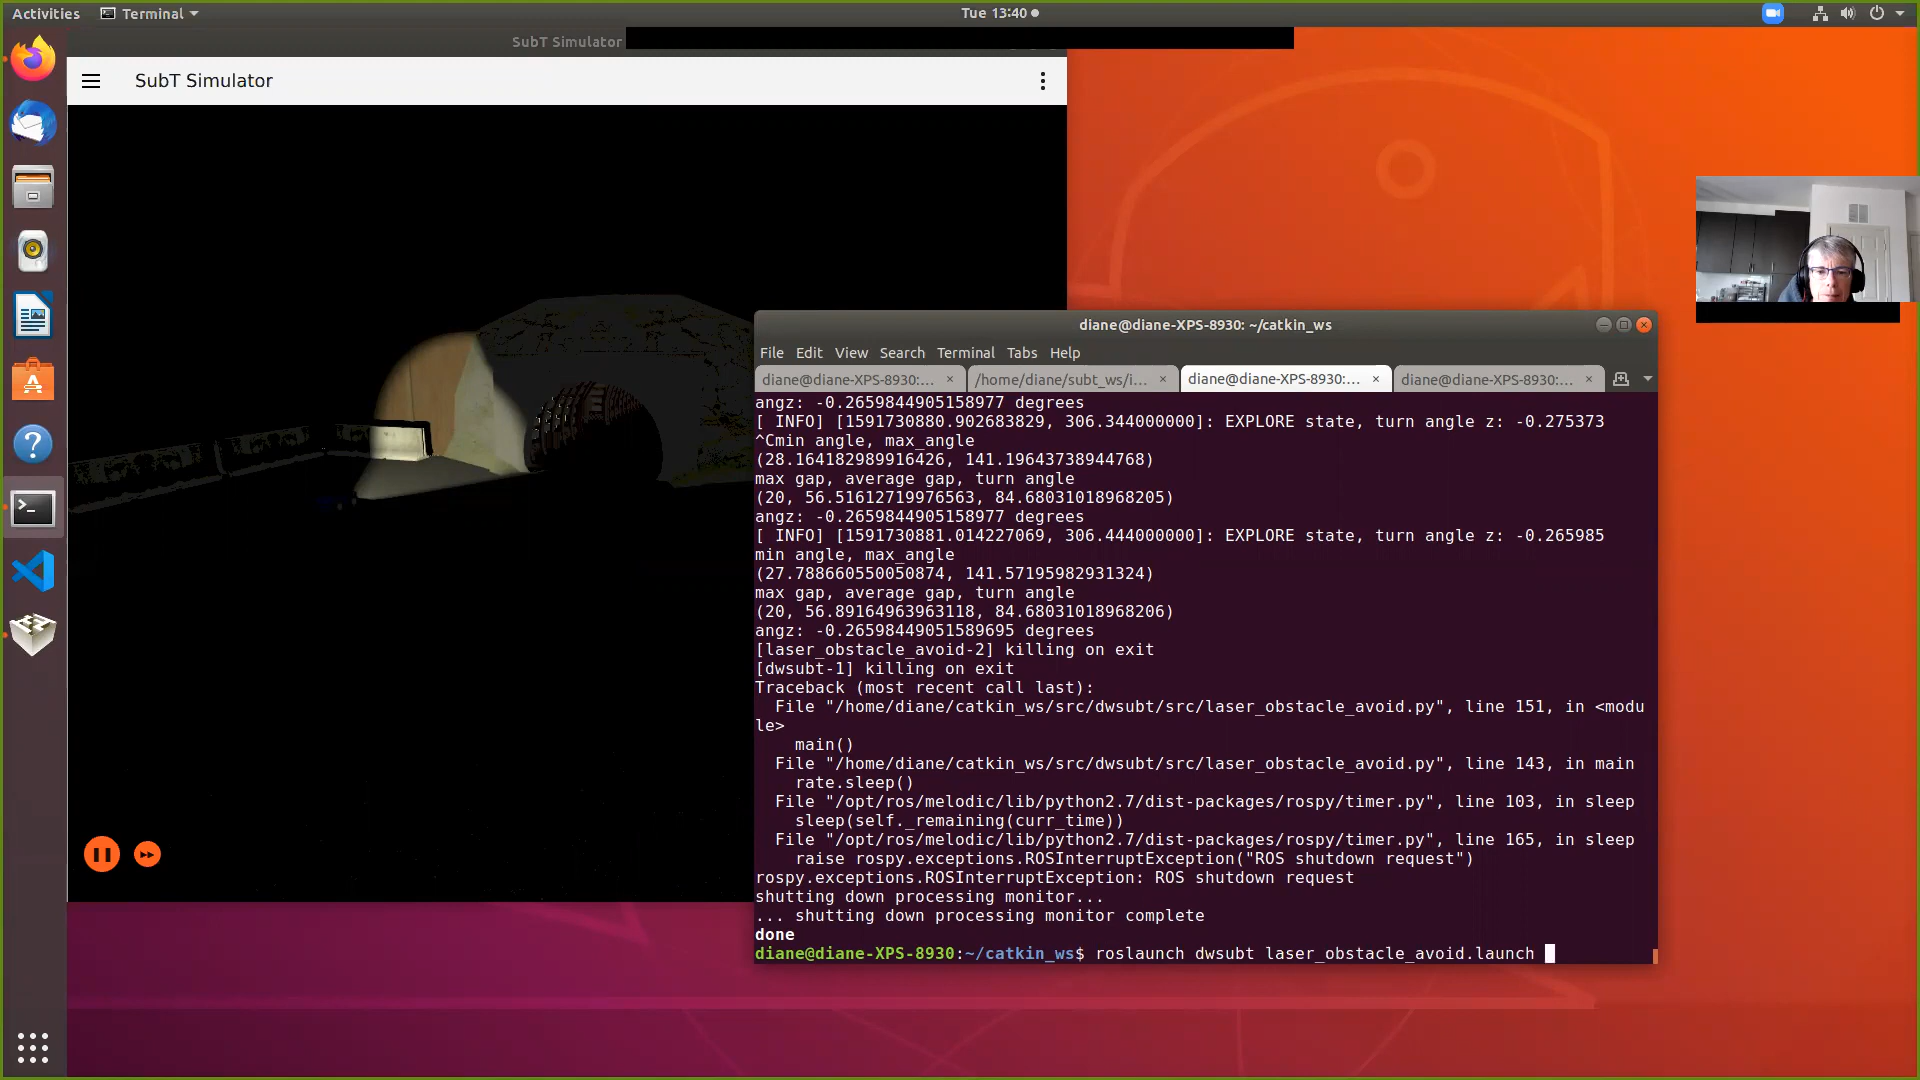 Activities
Terminal
Tue 13:40
SubT Simulator
SubT Simulator
diane@diane-XPS-8930: ~/catkin_ws
File Edit View Search Terminal Tabs Help
diane@diane-XPS-8930:... × /home/diane/subt_ws/i... × diane@diane-XPS-8930:... × diane@diane-XPS-8930:... ×
angz: -0.2659844905158977 degrees
[ INFO] [1591730880.902683829, 306.344000000]: EXPLORE state, turn angle z: -0.275373
^Cmin angle, max_angle
(28.164182989916426, 141.19643738944768)
max gap, average gap, turn angle
(20, 56.51612719976563, 84.68031018968205)
angz: -0.2659844905158977 degrees
[ INFO] [1591730881.014227069, 306.444000000]: EXPLORE state, turn angle z: -0.265985
min angle, max_angle
(27.788660550050874, 141.57195982931324)
max gap, average gap, turn angle
(20, 56.89164963963118, 84.68031018968206)
angz: -0.26598449051589695 degrees
[laser_obstacle_avoid-2] killing on exit
[dwsubt-1] killing on exit
Traceback (most recent call last):
File "/home/diane/catkin_ws/src/dwsubt/src/laser_obstacle_avoid.py", line 151, in <modu
le>
main()
File "/home/diane/catkin_ws/src/dwsubt/src/laser_obstacle_avoid.py", line 143, in main
rate.sleep()
File "/opt/ros/melodic/lib/python2.7/dist-packages/rospy/timer.py", line 103, in sleep
sleep(self._remaining(curr_time))
File "/opt/ros/melodic/lib/python2.7/dist-packages/rospy/timer.py", line 165, in sleep
raise rospy.exceptions.ROSInterruptException("ROS shutdown request")
rospy.exceptions.ROSInterruptException: ROS shutdown request
shutting down processing monitor...
... shutting down processing monitor complete
done
diane@diane-XPS-8930:~/catkin_ws$ roslaunch dwsubt laser_obstacle_avoid.launch